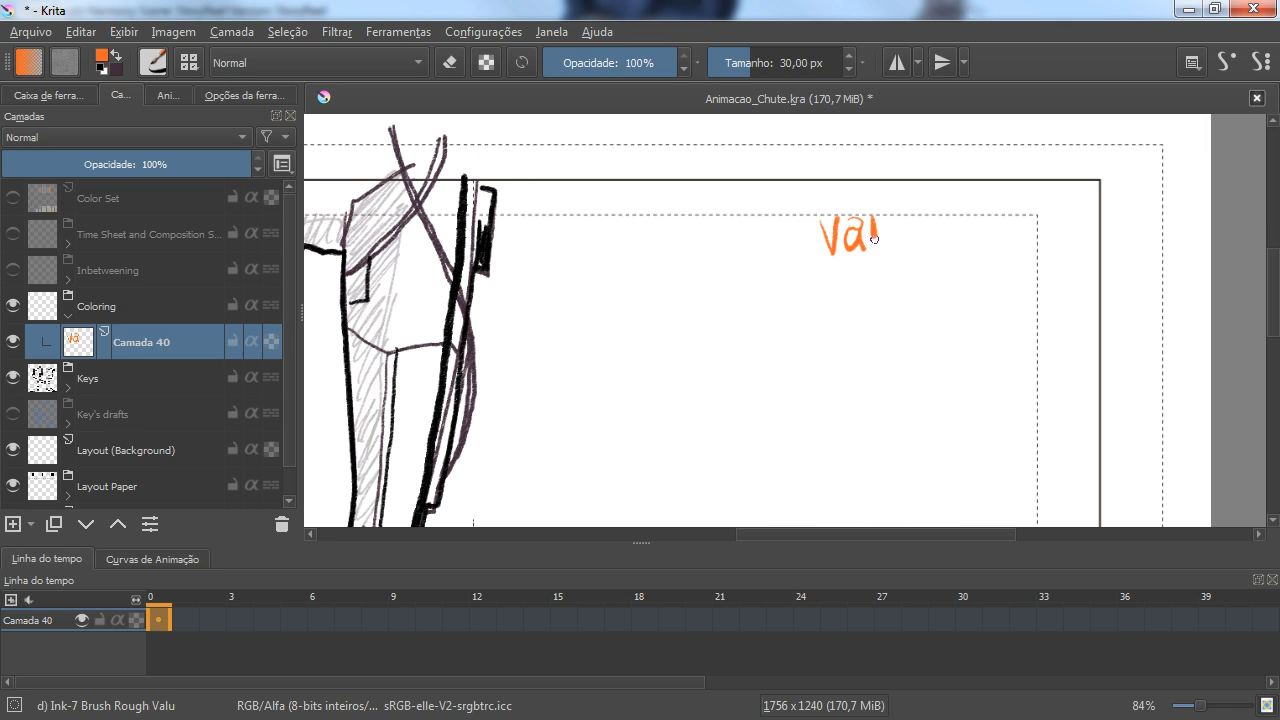 * - Krita
Arquivo Editar Exibir Imagem Camada Seleção Filtrar Ferramentas Configurações Janela Ajuda
Normal Opacidade: 100% Tamanho: 30,00 px
Caixa de ferra... Ca... Ani... Opções da ferra...
Animacao_Chute.kra (170,7 MiB) *
Camadas
Normal
Opacidade: 100%
Color Set
Time Sheet and Composition S...
Inbetweening
Coloring
Camada 40
Keys
Key's drafts
Layout (Background)
Layout Paper
va
Linha do tempo Curvas de Animação
Linha do tempo
0 3 6 9 12 15 18 21 24 27 30 33 36 39
Camada 40
d) Ink-7 Brush Rough Valu RGB/Alfa (8-bits inteiros/... sRGB-elle-V2-srgbtrc.icc 1756 x 1240 (170,7 MiB) 84%